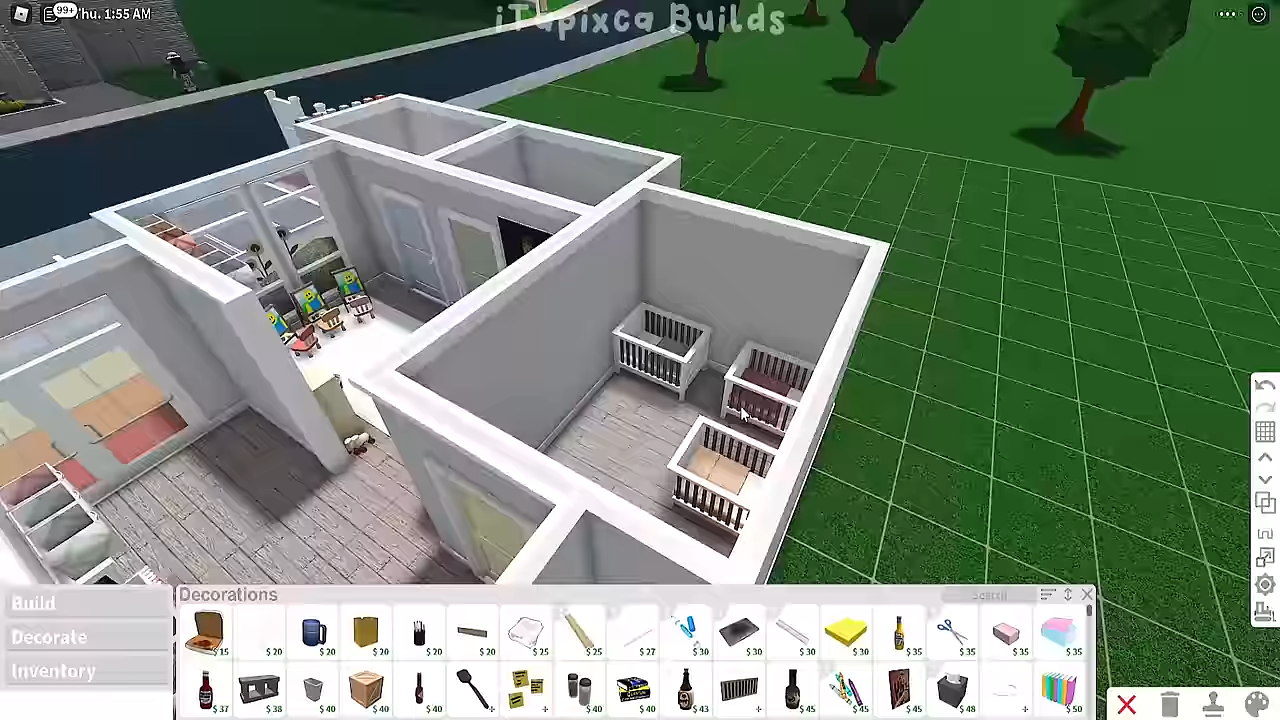 99+
Thu. 1:55 AM
iTapixca Builds
Build
Decorate
Inventory
Decorations
Search
$15 $20 $20 $20 $20 $20 $25 $25 $27 $30 $30 $30 $30 $35 $35 $35 $35
$37 $38 $40 $40 $40 $40 $40 $43 $45 $45 $45 $48 $50